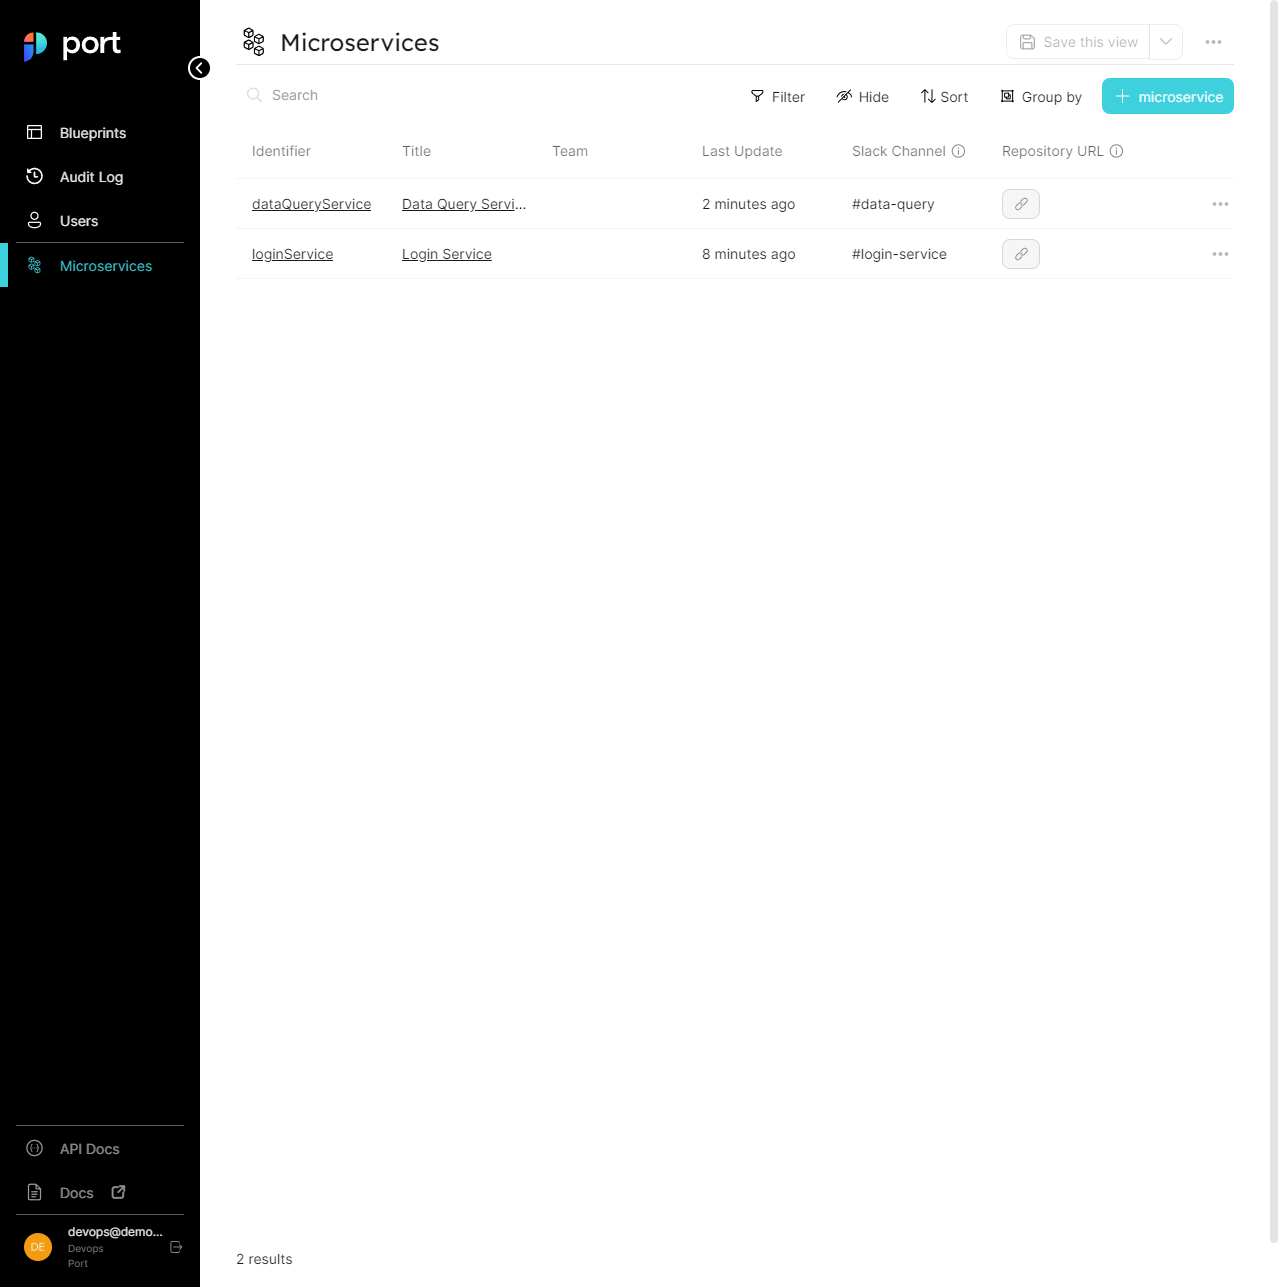 port
Blueprints
Audit Log
Users
Microservices
API Docs
Docs
DE
devops@demo...
Devops
Port
Microservices
Save this view
Search
Filter
Hide
Sort
Group by
microservice
Identifier Title Team Last Update Slack Channel Repository URL
dataQueryService Data Query Servi... 2 minutes ago #data-query
loginService Login Service 8 minutes ago #login-service
2 results